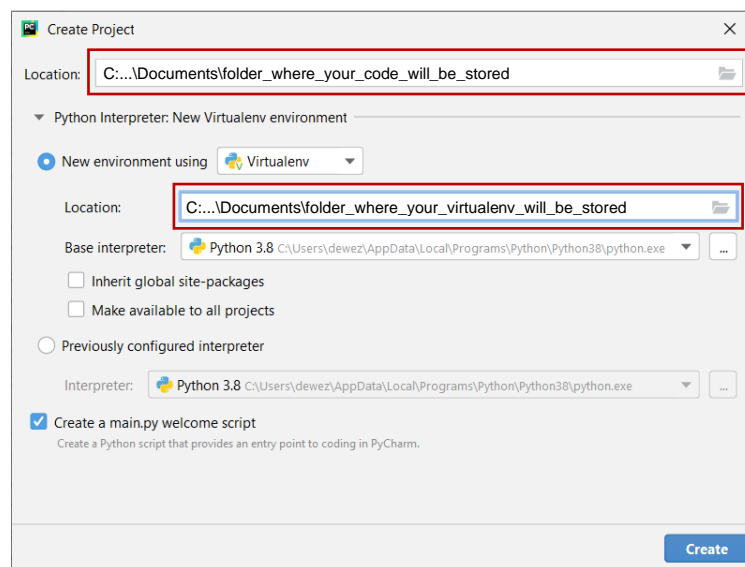 PC Create Project
Location: C:...\Documents\folder_where_your_code_will_be_stored
Python Interpreter: New Virtualenv environment
New environment using Virtualenv
Location: C:...\Documents\folder_where_your_virtualenv_will_be_stored
Base interpreter: Python 3.8 C:\Users\dewez\AppData\Local\Programs\Python\Python38\python.exe ...
Inherit global site-packages
Make available to all projects
Previously configured interpreter
Interpreter: Python 3.8 C:\Users\dewez\AppData\Local\Programs\Python\Python38\python.exe ...
Create a main.py welcome script
Create a Python script that provides an entry point to coding in PyCharm.
Create